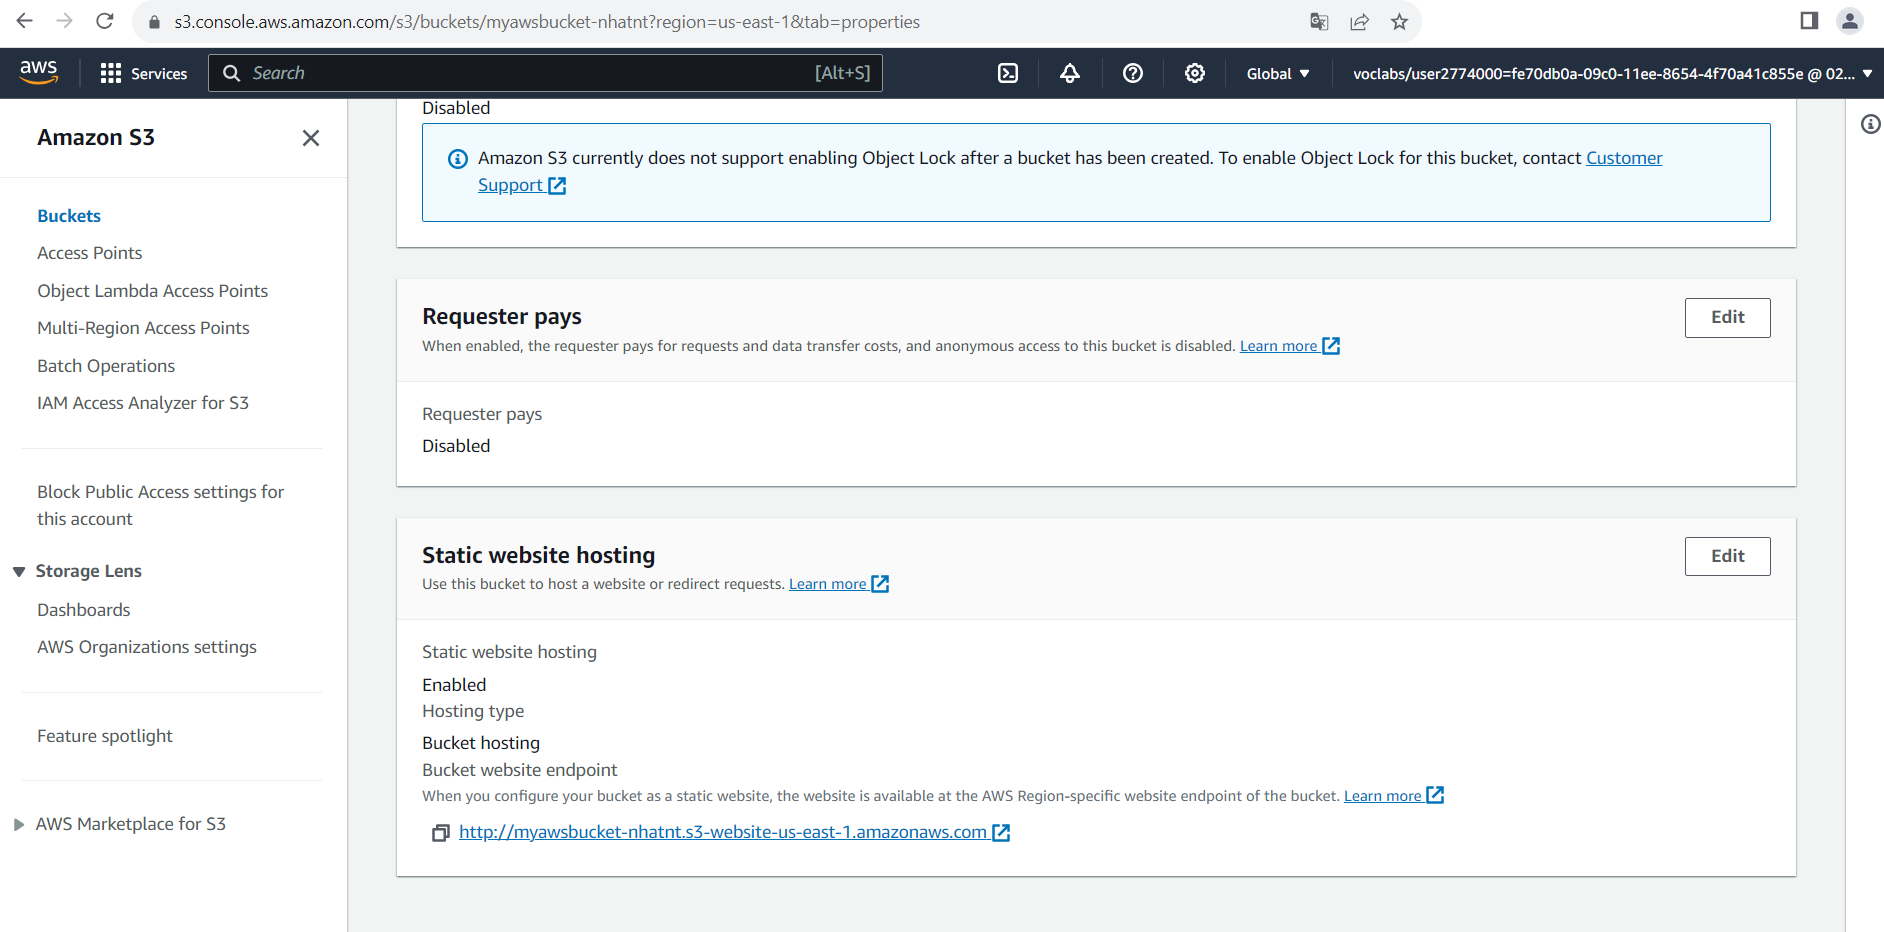 s3.console.aws.amazon.com/s3/buckets/myawsbucket-nhatnt?region=us-east-1&tab=properties
aws
Services
Search
[Alt+S]
Global
voclabs/user2774000=fe70db0a-09c0-11ee-8654-4f70a41c855e @ 02...
Amazon S3
Buckets
Access Points
Object Lambda Access Points
Multi-Region Access Points
Batch Operations
IAM Access Analyzer for S3
Block Public Access settings for
this account
Storage Lens
Dashboards
AWS Organizations settings
Feature spotlight
AWS Marketplace for S3
Disabled
Amazon S3 currently does not support enabling Object Lock after a bucket has been created. To enable Object Lock for this bucket, contact Customer
Support
Requester pays
Edit
When enabled, the requester pays for requests and data transfer costs, and anonymous access to this bucket is disabled. Learn more
Requester pays
Disabled
Static website hosting
Edit
Use this bucket to host a website or redirect requests. Learn more
Static website hosting
Enabled
Hosting type
Bucket hosting
Bucket website endpoint
When you configure your bucket as a static website, the website is available at the AWS Region-specific website endpoint of the bucket. Learn more
http://myawsbucket-nhatnt.s3-website-us-east-1.amazonaws.com